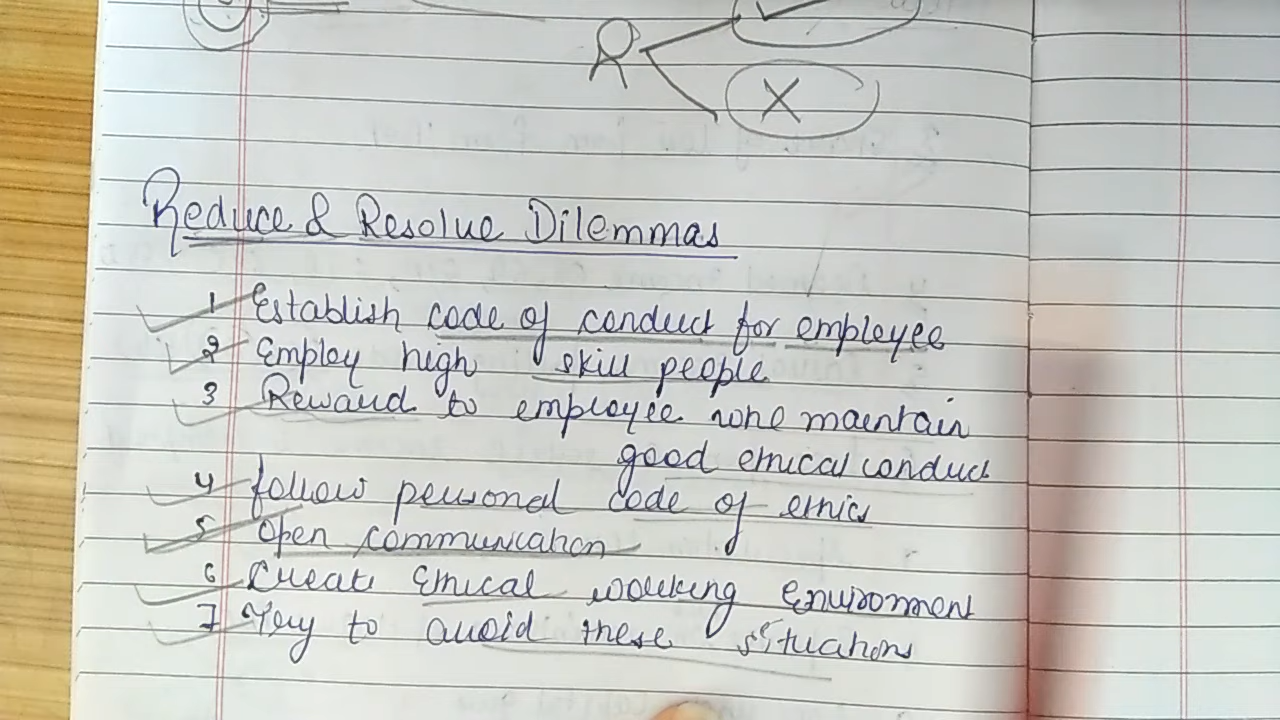 Reduce & Resolve Dilemmas
1 Establish code of conduct for employee
2 Employ high skill people
3 Reward to employee who maintain
good ethical conduct
4 follow personal code of ethics
5 Open communication
6 Create Ethical working Environment
7 Try to avoid these situations